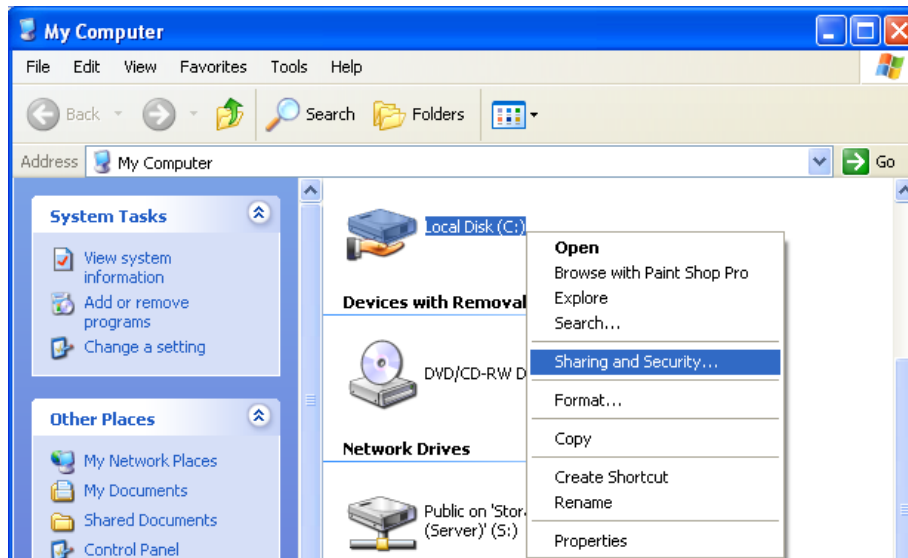 My Computer
File Edit View Favorites Tools Help
Back Search Folders
Address My Computer Go
System Tasks
View system
information
Add or remove
programs
Change a setting
Other Places
My Network Places
My Documents
Shared Documents
Control Panel
Local Disk (C:)
Devices with Removal
DVD/CD-RW D
Network Drives
Public on 'Stor
(Server)' (S:)
Open
Browse with Paint Shop Pro
Explore
Search...
Sharing and Security...
Format...
Copy
Create Shortcut
Rename
Properties